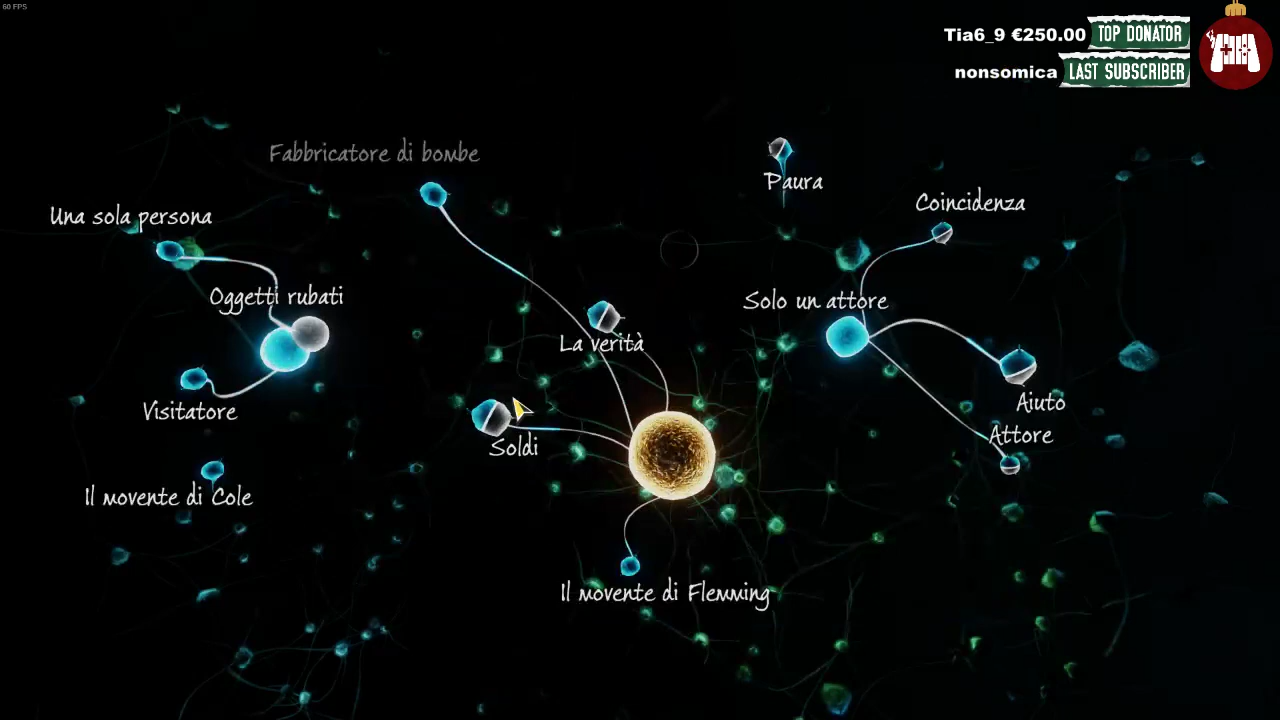 60 FPS
Tia6_9 €250.00 TOP DONATOR
nonsomica LAST SUBSCRIBER
Fabbricatore di bombe
Paura
Coincidenza
Una sola persona
Oggetti rubati
Solo un attore
La verità
Visitatore
Aiuto
Attore
Soldi
Il movente di Cole
Il movente di Flemming